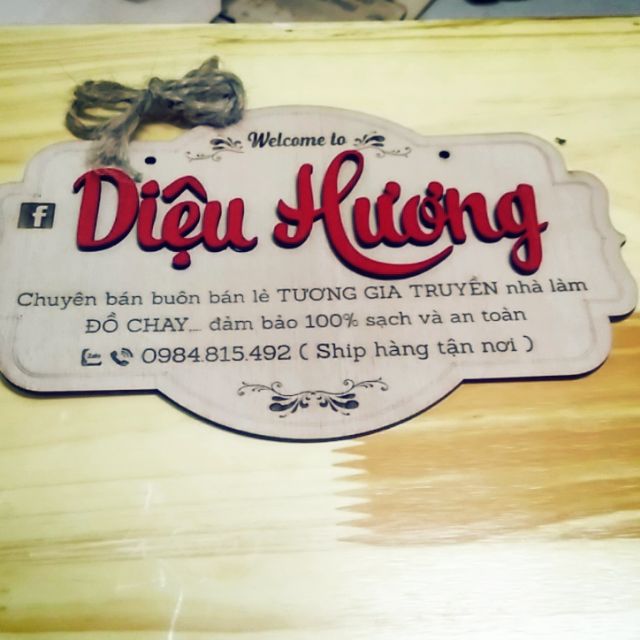 Welcome to
f Diệu Hương
Chuyên bán buôn bán lẻ TƯƠNG GIA TRUYỀN nhà làm
ĐỒ CHAY... đảm bảo 100% sạch và an toàn
Zalo 0984.815.492 ( Ship hàng tận nơi )